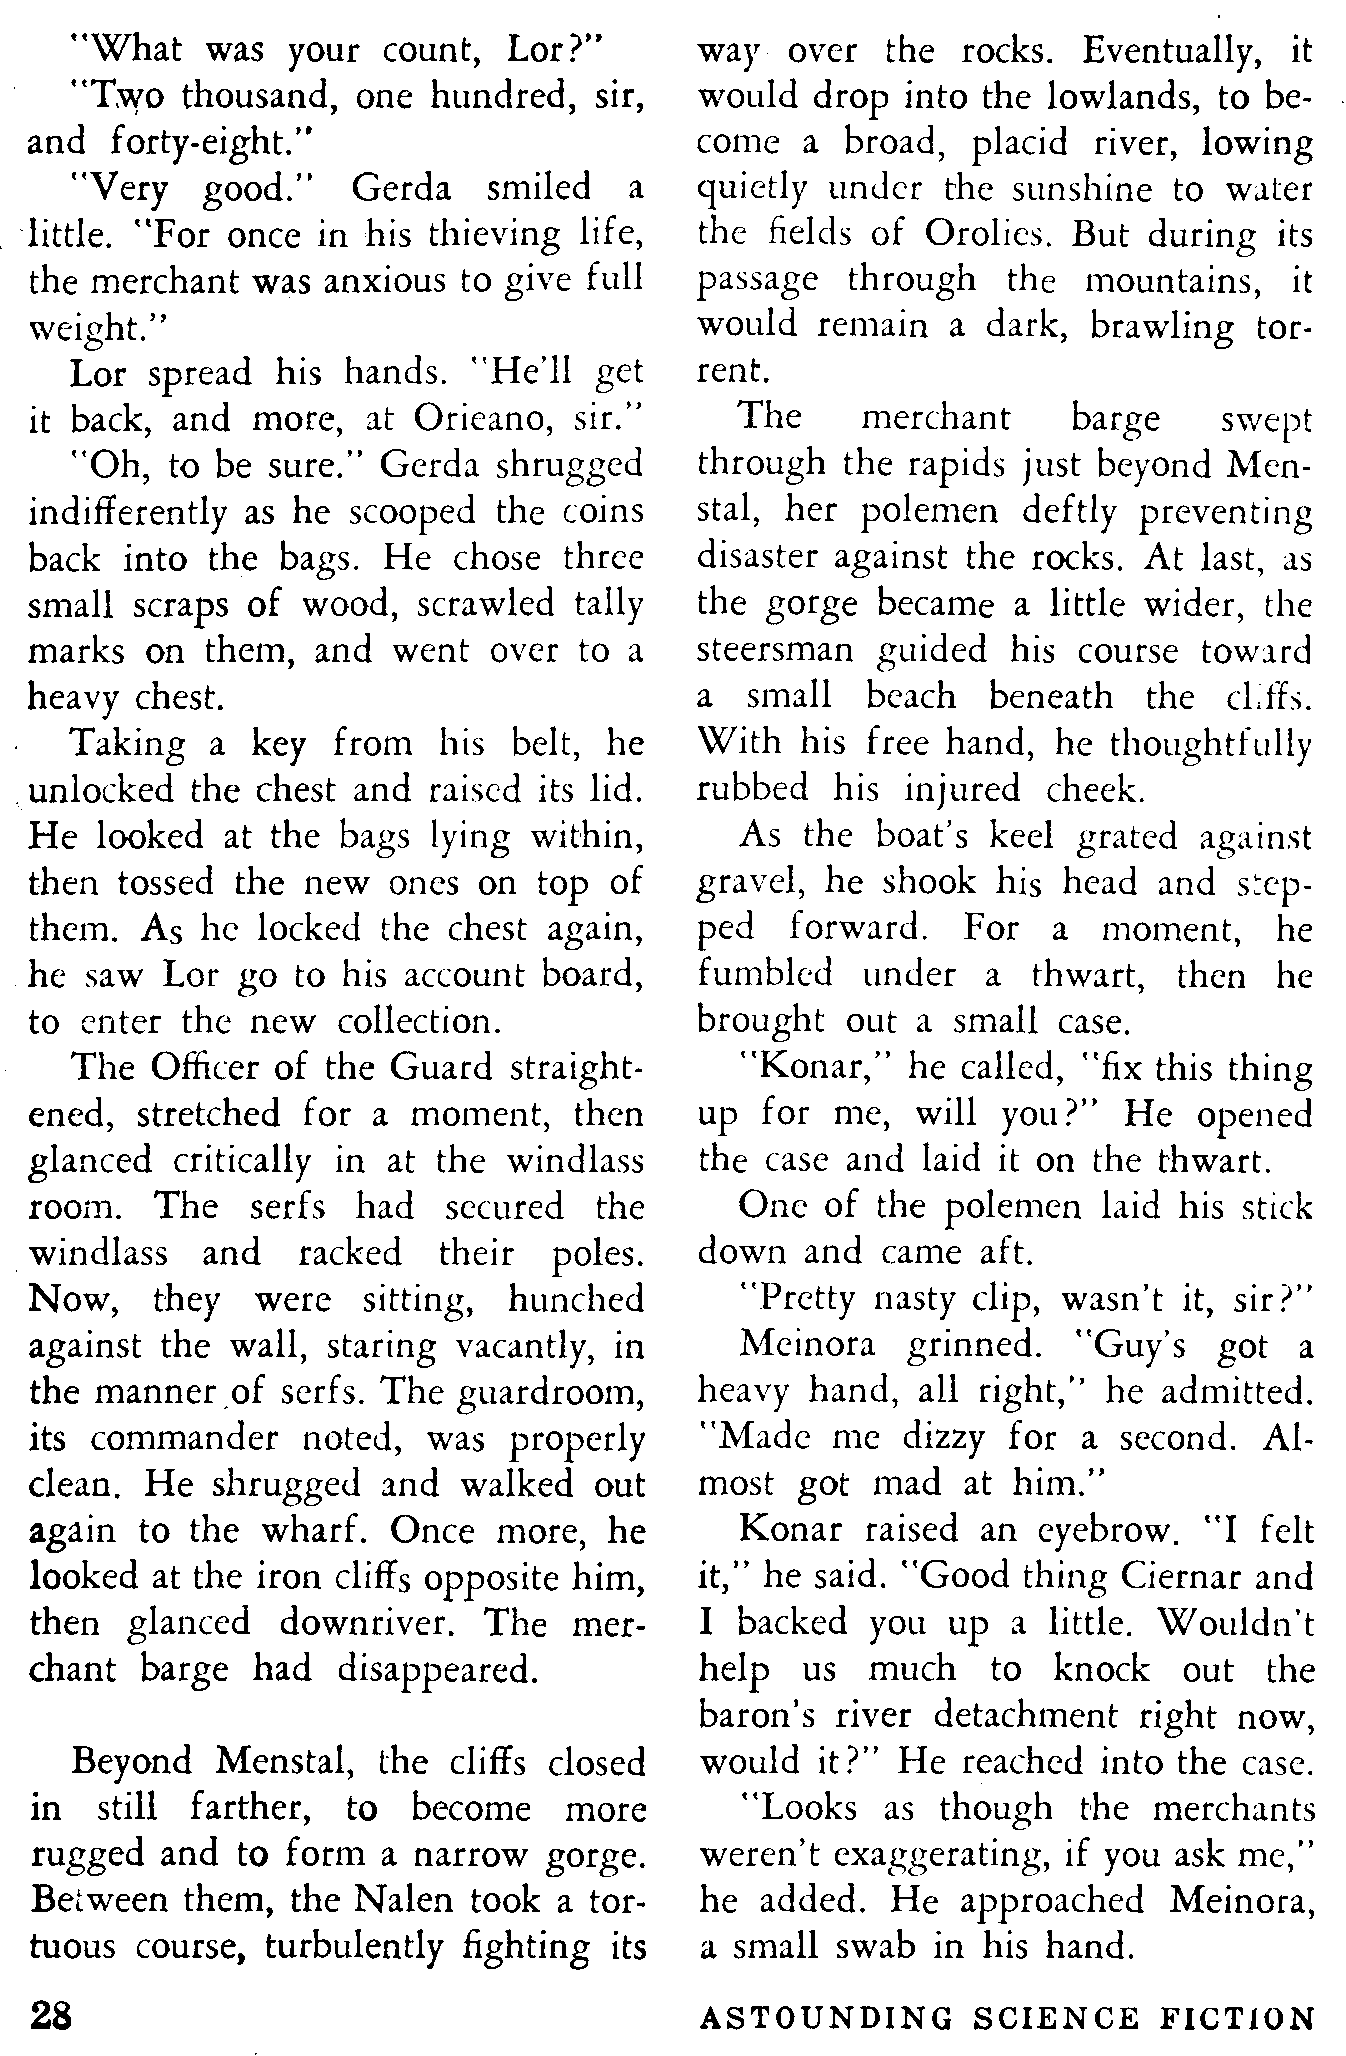 "What was your count, Lor?"
"Two thousand, one hundred, sir,
and forty-eight."
"Very good." Gerda smiled a
little. "For once in his thieving life,
the merchant was anxious to give full
weight."
Lor spread his hands. "He'll get
it back, and more, at Orieano, sir."
"Oh, to be sure." Gerda shrugged
indifferently as he scooped the coins
back into the bags. He chose three
small scraps of wood, scrawled tally
marks on them, and went over to a
heavy chest.
Taking a key from his belt, he
unlocked the chest and raised its lid.
He looked at the bags lying within,
then tossed the new ones on top of
them. As he locked the chest again,
he saw Lor go to his account board,
to enter the new collection.
The Officer of the Guard straight-
ened, stretched for a moment, then
glanced critically in at the windlass
room. The serfs had secured the
windlass and racked their poles.
Now, they were sitting, hunched
against the wall, staring vacantly, in
the manner of serfs. The guardroom,
its commander noted, was properly
clean. He shrugged and walked out
again to the wharf. Once more, he
looked at the iron cliffs opposite him,
then glanced downriver. The mer-
chant barge had disappeared.
Beyond Menstal, the cliffs closed
in still farther, to become more
rugged and to form a narrow gorge.
Between them, the Nalen took a tor-
tuous course, turbulently fighting its
way over the rocks. Eventually, it
would drop into the lowlands, to be-
come a broad, placid river, lowing
quietly under the sunshine to water
the fields of Orolies. But during its
passage through the mountains, it
would remain a dark, brawling tor-
rent.
The merchant barge swept
through the rapids just beyond Men-
stal, her polemen deftly preventing
disaster against the rocks. At last, as
the gorge became a little wider, the
steersman guided his course toward
a small beach beneath the cliffs.
With his free hand, he thoughtfully
rubbed his injured cheek.
As the boat's keel grated against
gravel, he shook his head and step-
ped forward. For a moment, he
fumbled under a thwart, then he
brought out a small case.
"Konar," he called, "fix this thing
up for me, will you?" He opened
the case and laid it on the thwart.
One of the polemen laid his stick
down and came aft.
"Pretty nasty clip, wasn't it, sir?"
Meinora grinned. "Guy's got a
heavy hand, all right," he admitted.
"Made me dizzy for a second. Al-
most got mad at him."
Konar raised an eyebrow. "I felt
it," he said. "Good thing Ciernar and
I backed you up a little. Wouldn't
help us much to knock out the
baron's river detachment right now,
would it?" He reached into the case.
"Looks as though the merchants
weren't exaggerating, if you ask me,"
he added. He approached Meinora,
a small swab in his hand.
28
ASTOUNDING SCIENCE FICTION